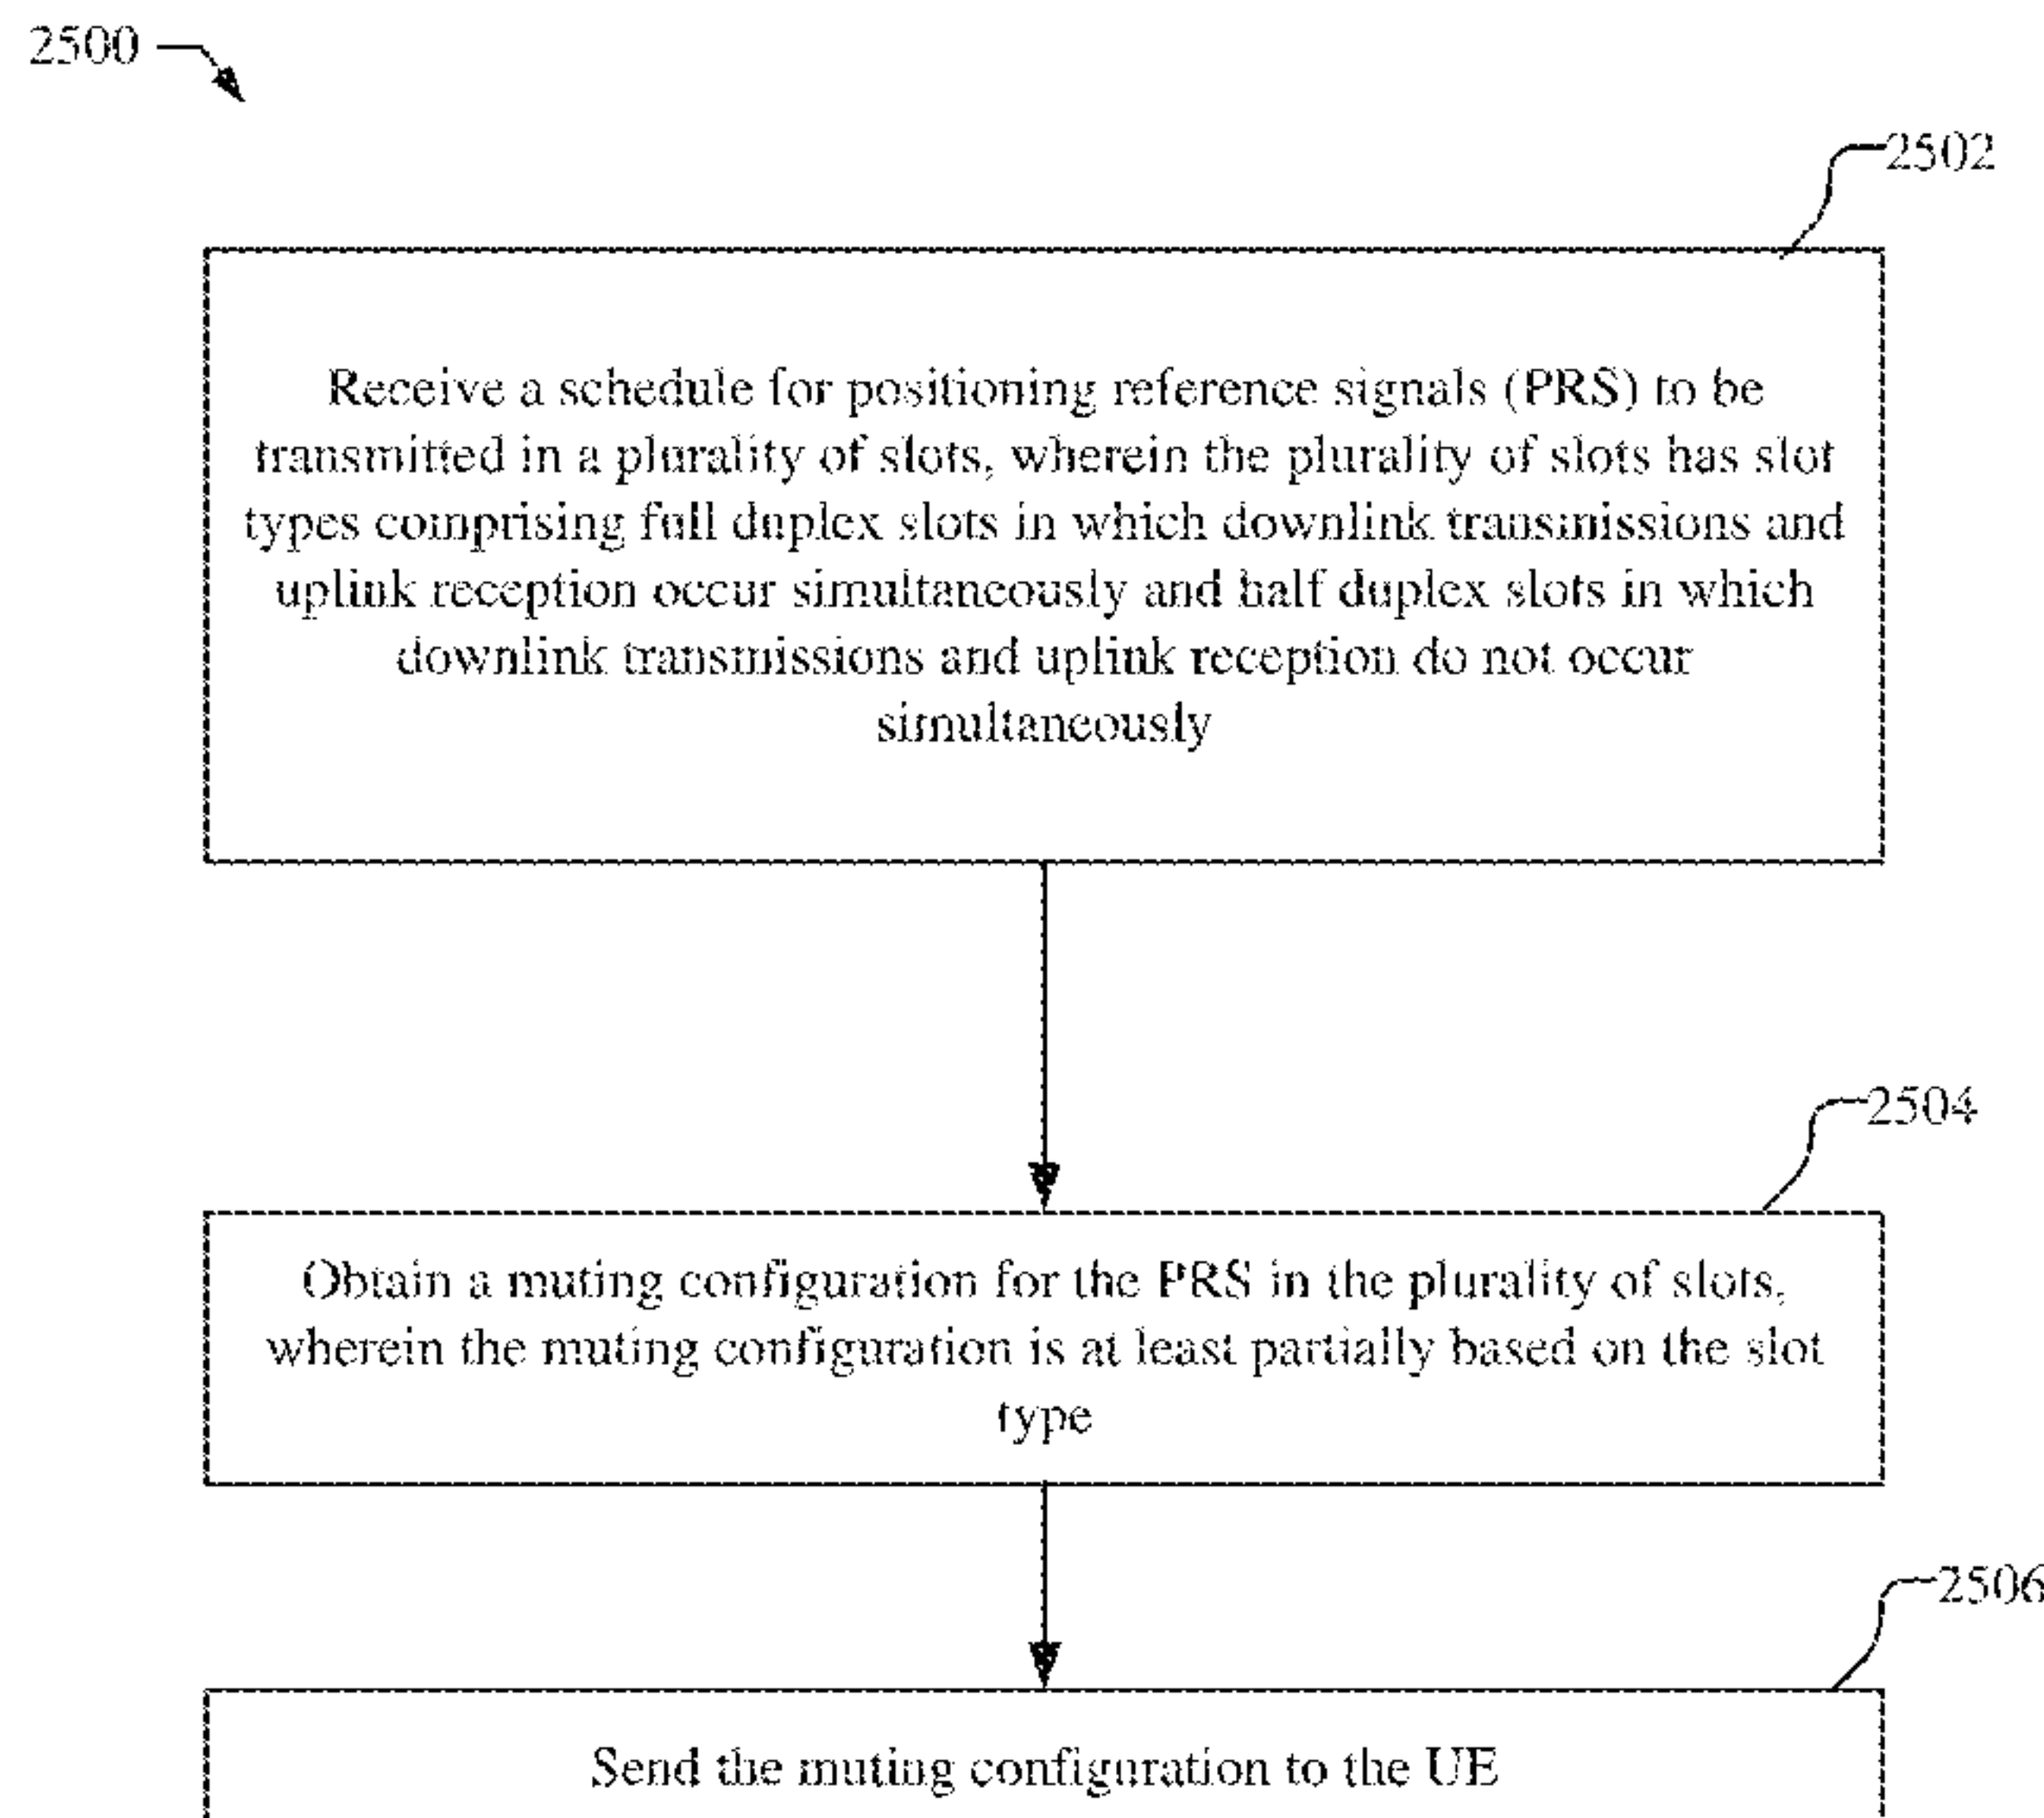 2500
2502
Receive a schedule for positioning reference signals (PRS) to be
transmitted in a plurality of slots, wherein the plurality of slots has slot
types comprising full duplex slots in which downlink transmissions and
uplink reception occur simultaneously and half duplex slots in which
downlink transmissions and uplink reception do not occur
simultaneously
2504
Obtain a muting configuration for the PRS in the plurality of slots,
wherein the muting configuration is at least partially based on the slot
type
2506
Send the muting configuration to the UE